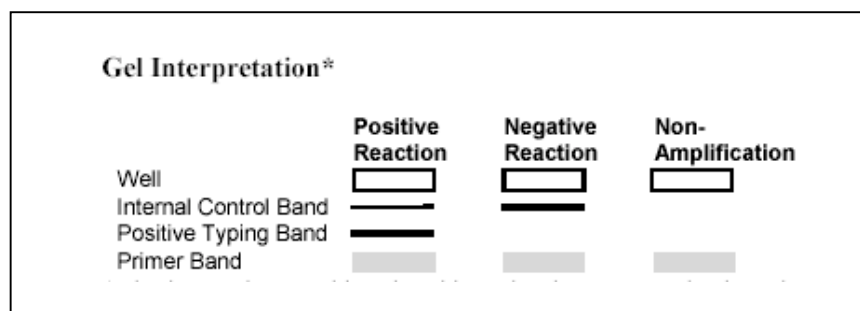 Gel Interpretation*
Positive Negative Non-
Reaction Reaction Amplification
Well
Internal Control Band
Positive Typing Band
Primer Band